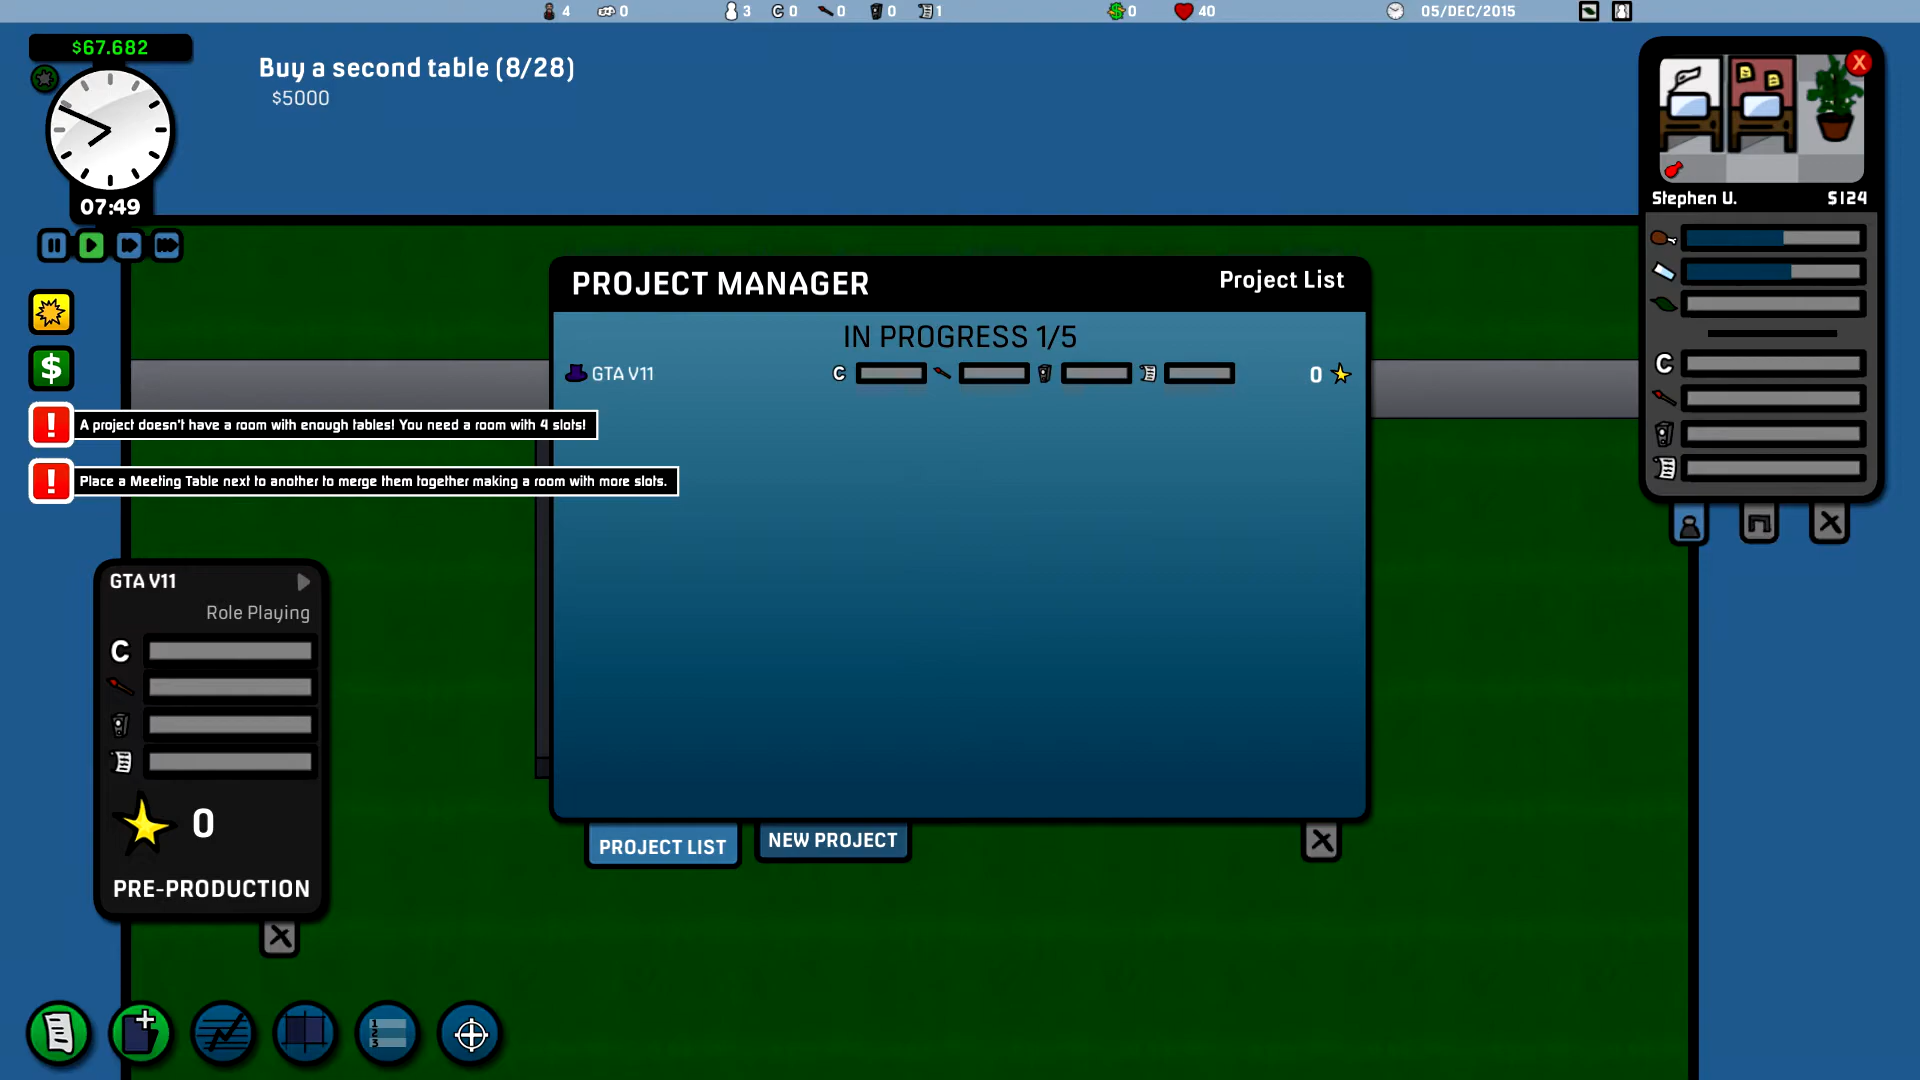 4 0 3 C 0 0 0 1 0 40 05/DEC/2015
$67.682
Buy a second table (8/28)
$5000
07:49
X
Stephen U. $124
C
PROJECT MANAGER Project List
IN PROGRESS 1/5
GTA V11 C 0
! A project doesn't have a room with enough tables! You need a room with 4 slots!
! Place a Meeting Table next to another to merge them together making a room with more slots.
$
GTA V11
Role Playing
C
0
PRE-PRODUCTION
PROJECT LIST NEW PROJECT X
X
X
1
2
3